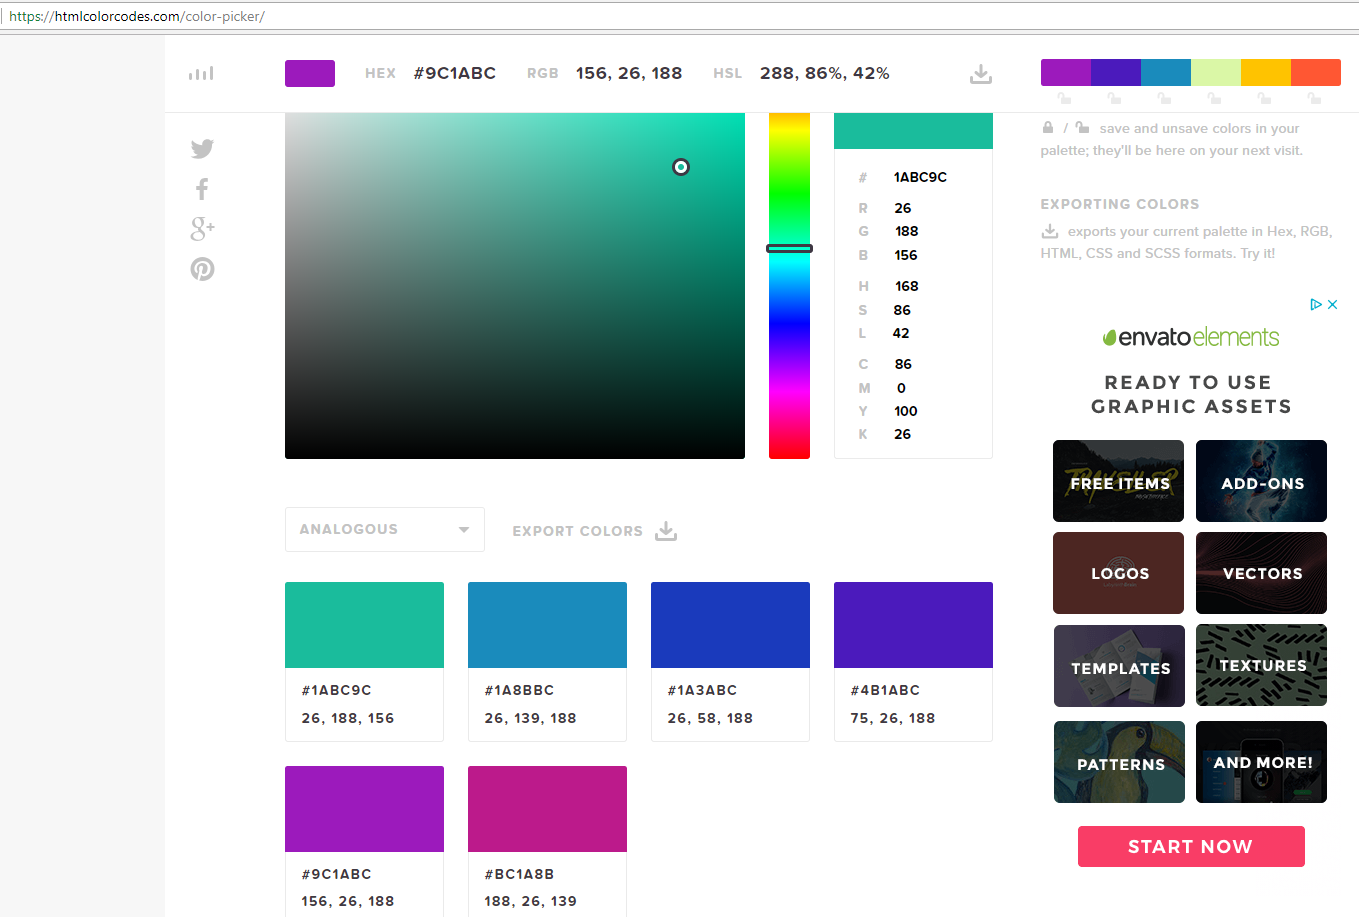 https://htmlcolorcodes.com/color-picker/
HEX #9C1ABC RGB 156, 26, 188 HSL 288, 86%, 42%
/ save and unsave colors in your
palette; they'll be here on your next visit.
EXPORTING COLORS
exports your current palette in Hex, RGB,
HTML, CSS and SCSS formats. Try it!
# 1ABC9C
R 26
G 188
B 156
H 168
S 86
L 42
C 86
M 0
Y 100
K 26
ANALOGOUS
EXPORT COLORS
#1ABC9C
26, 188, 156
#1A8BBC
26, 139, 188
#1A3ABC
26, 58, 188
#4B1ABC
75, 26, 188
#9C1ABC
156, 26, 188
#BC1A8B
188, 26, 139
envato elements
READY TO USE
GRAPHIC ASSETS
FREE ITEMS
ADD-ONS
LOGOS
VECTORS
TEMPLATES
TEXTURES
PATTERNS
AND MORE!
START NOW